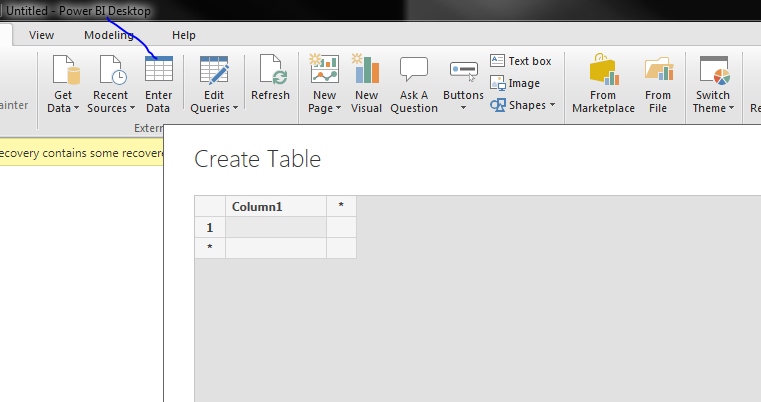 Untitled - Power BI Desktop
View Modeling Help
ainter
Get Data
Recent Sources
Enter Data
Edit Queries
Refresh
New Page
New Visual
Ask A Question
Buttons
Text box
Image
Shapes
From Marketplace
From File
Switch Theme
Re
Extern
ecovery contains some recovere
Create Table
Column1 *
1
*